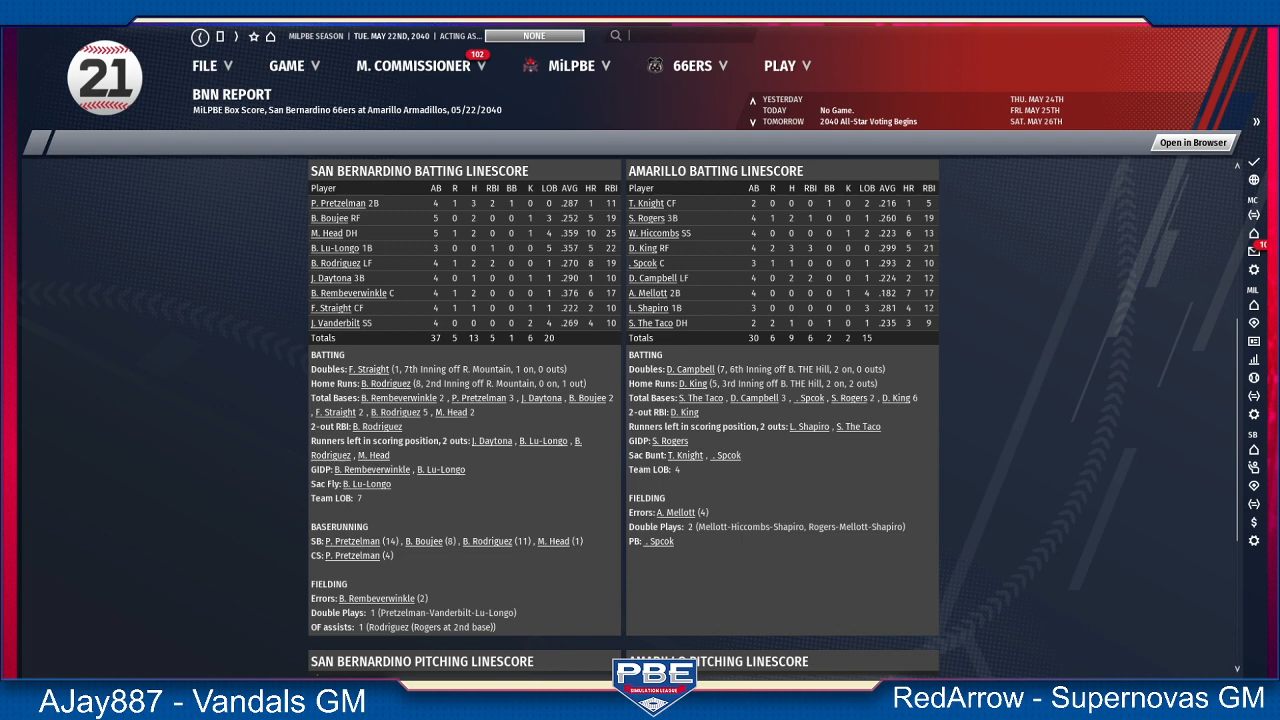 MiLPBE SEASON | TUE. MAY 22ND, 2040 | ACTING AS... NONE
21
102
FILE GAME M. COMMISSIONER MiLPBE 66ERS PLAY
BNN REPORT
MiLPBE Box Score, San Bernardino 66ers at Amarillo Armadillos, 05/22/2040
YESTERDAY THU. MAY 24TH
TODAY No Game. FRI. MAY 25TH
TOMORROW 2040 All-Star Voting Begins SAT. MAY 26TH
Open in Browser
SAN BERNARDINO BATTING LINESCORE
Player AB R H RBI BB K LOB AVG HR RBI
P. Pretzelman 2B 4 1 3 2 1 0 0 .287 1 11
B. Boujee RF 5 0 2 0 0 1 3 .252 5 19
M. Head DH 5 1 2 0 0 1 4 .359 10 25
B. Lu-Longo 1B 3 0 0 1 0 0 5 .357 5 22
B. Rodriguez LF 4 1 2 2 0 0 1 .270 8 19
J. Daytona 3B 4 0 1 0 0 1 1 .290 1 10
B. Rembeverwinkle C 4 1 2 0 0 0 1 .376 6 17
F. Straight CF 4 1 1 0 0 1 1 .222 2 10
J. Vanderbilt SS 4 0 0 0 0 2 4 .269 4 10
Totals 37 5 13 5 1 6 20
BATTING
Doubles: F. Straight (1, 7th Inning off R. Mountain, 1 on, 0 outs)
Home Runs: B. Rodriguez (8, 2nd Inning off R. Mountain, 0 on, 1 out)
Total Bases: B. Rembeverwinkle 2 , P. Pretzelman 3 , J. Daytona , B. Boujee 2
, F. Straight 2 , B. Rodriguez 5 , M. Head 2
2-out RBI: B. Rodriguez
Runners left in scoring position, 2 outs: J. Daytona , B. Lu-Longo , B.
Rodriguez , M. Head
GIDP: B. Rembeverwinkle , B. Lu-Longo
Sac Fly: B. Lu-Longo
Team LOB: 7
BASERUNNING
SB: P. Pretzelman (14) , B. Boujee (8) , B. Rodriguez (11) , M. Head (1)
CS: P. Pretzelman (4)
FIELDING
Errors: B. Rembeverwinkle (2)
Double Plays: 1 (Pretzelman-Vanderbilt-Lu-Longo)
OF assists: 1 (Rodriguez (Rogers at 2nd base))
SAN BERNARDINO PITCHING LINESCORE
AMARILLO BATTING LINESCORE
Player AB R H RBI BB K LOB AVG HR RBI
T. Knight CF 2 0 0 0 1 0 2 .216 1 5
S. Rogers 3B 4 1 2 1 0 0 1 .260 6 19
W. Hiccombs SS 4 0 0 0 0 1 2 .223 6 13
D. King RF 4 2 3 3 0 0 0 .299 5 21
. Spcok C 3 1 1 0 0 0 1 .293 2 10
D. Campbell LF 4 0 2 2 0 0 1 .224 2 12
A. Mellott 2B 4 0 0 0 0 1 4 .182 7 17
L. Shapiro 1B 3 0 0 0 0 0 3 .281 4 12
S. The Taco DH 2 2 1 0 1 0 1 .235 3 9
Totals 30 6 9 6 2 2 15
BATTING
Doubles: D. Campbell (7, 6th Inning off B. THE Hill, 2 on, 0 outs)
Home Runs: D. King (5, 3rd Inning off B. THE Hill, 2 on, 2 outs)
Total Bases: S. The Taco , D. Campbell 3 , . Spcok , S. Rogers 2 , D. King 6
2-out RBI: D. King
Runners left in scoring position, 2 outs: L. Shapiro , S. The Taco
GIDP: S. Rogers
Sac Bunt: T. Knight , . Spcok
Team LOB: 4
FIELDING
Errors: A. Mellott (4)
Double Plays: 2 (Mellott-Hiccombs-Shapiro, Rogers-Mellott-Shapiro)
PB: . Spcok
AMARILLO PITCHING LINESCORE
MC
10
MIL
SB
PBE
SIMULATION LEAGUE
AJay887 - Vandals GM
RedArrow - Supernovas GM